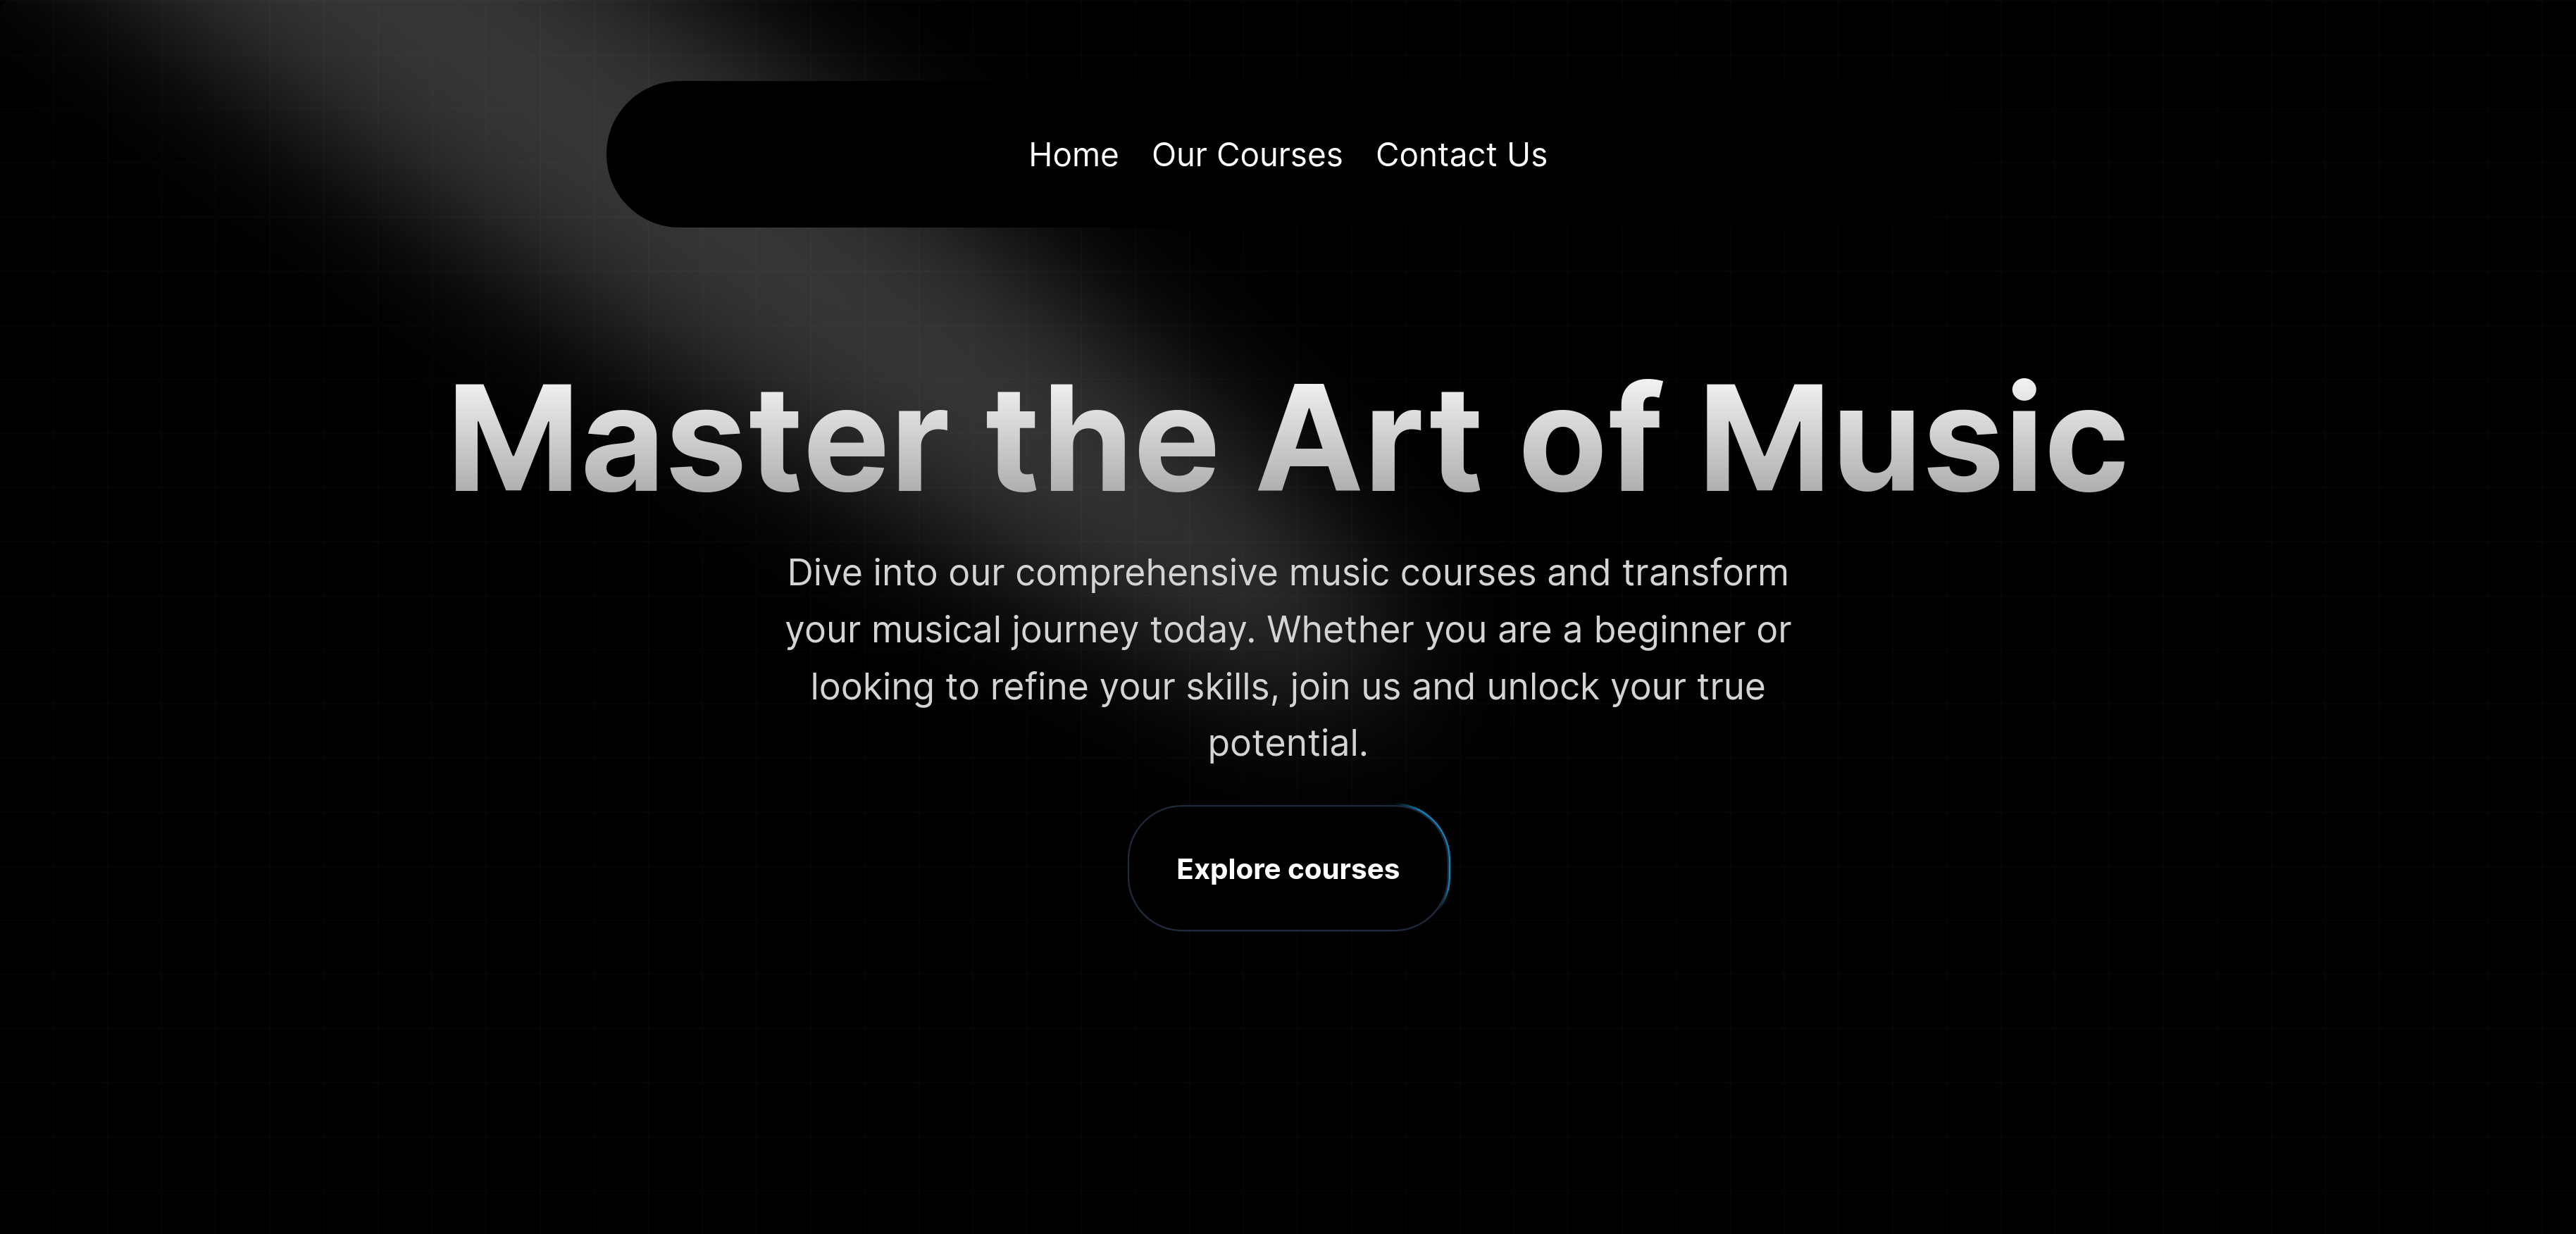 Home Our Courses Contact Us
Master the Art of Music
Dive into our comprehensive music courses and transform
your musical journey today. Whether you are a beginner or
looking to refine your skills, join us and unlock your true
potential.
Explore courses